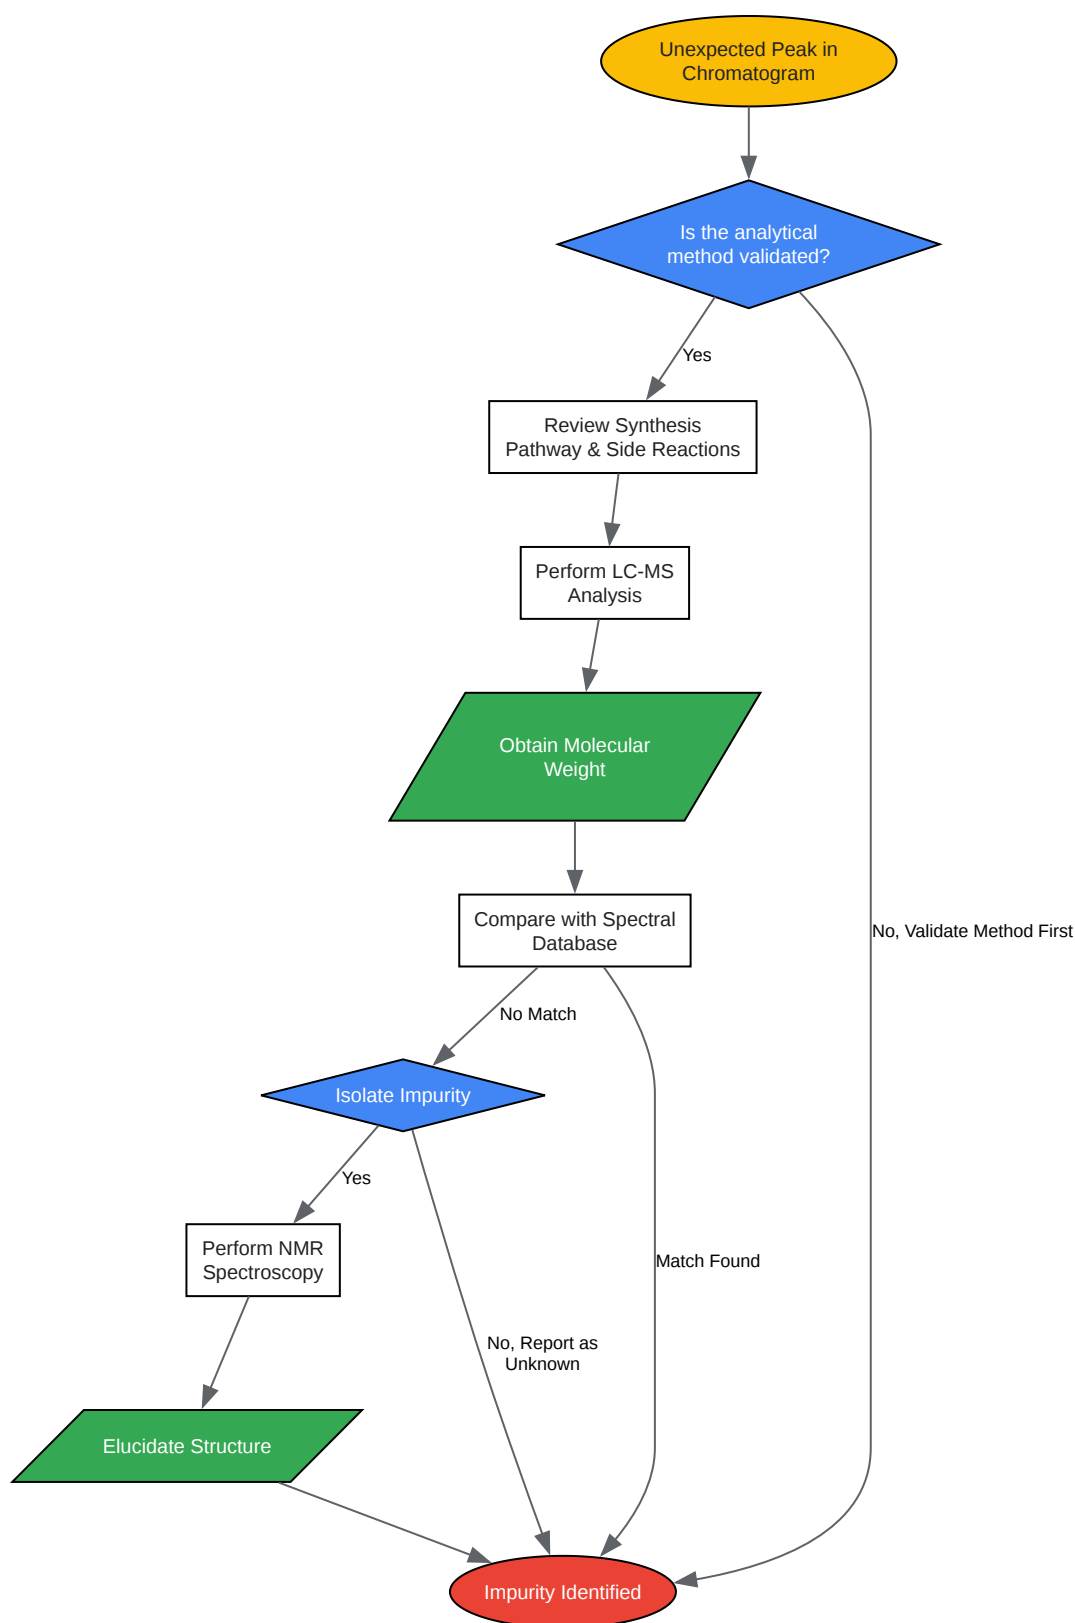 Unexpected Peak in
Chromatogram
Is the analytical
method validated?
Yes
Review Synthesis
Pathway & Side Reactions
Perform LC-MS
Analysis
Obtain Molecular
Weight
Compare with Spectral
Database
No, Validate Method First
No Match
Isolate Impurity
Yes
Perform NMR
Spectroscopy
Match Found
No, Report as
Unknown
Elucidate Structure
Impurity Identified